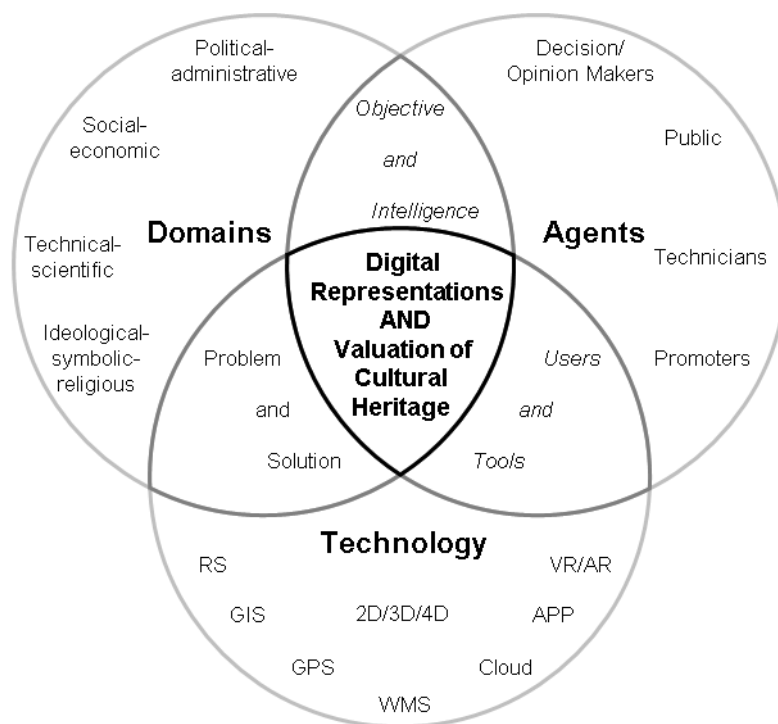 Political-
administrative
Decision/
Opinion Makers
Objective
and
Intelligence
Social-
economic
Public
Domains
Agents
Technical-
scientific
Technicians
Digital
Representations
AND
Valuation of
Cultural
Heritage
Ideological-
symbolic-
religious
Problem
and
Solution
Users
and
Tools
Promoters
Technology
RS
VR/AR
GIS
2D/3D/4D
APP
GPS
Cloud
WMS